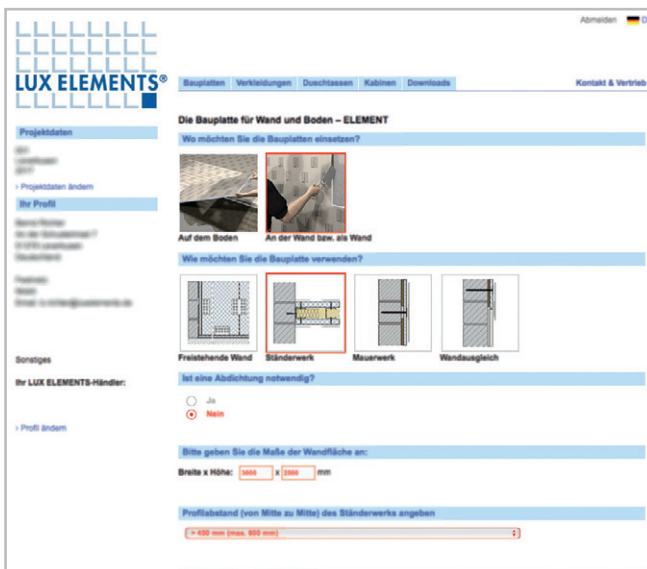 Abmelden
LUX ELEMENTS®
Bauplatten Verkleidungen Duschtassen Kabinen Downloads Kontakt & Vertrieb
Die Bauplatte für Wand und Boden – ELEMENT
Projektdaten
Wo möchten Sie die Bauplatten einsetzen?
› Projektdaten ändern
Ihr Profil
Auf dem Boden An der Wand bzw. als Wand
Wie möchten Sie die Bauplatte verwenden?
Freistehende Wand Ständerwerk Mauerwerk Wandausgleich
Sonstiges
Ist eine Abdichtung notwendig?
Ihr LUX ELEMENTS-Händler:
Ja
Nein
› Profil ändern
Bitte geben Sie die Maße der Wandfläche an:
Breite x Höhe: x mm
Profilabstand (von Mitte zu Mitte) des Ständerwerks angeben
> 450 mm (max. 600 mm)